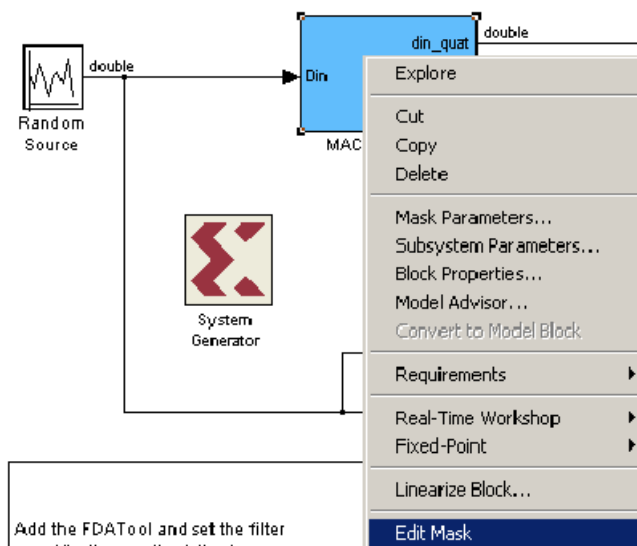 double
din_quat
double
Din
Random
Source
MAC
System
Generator
Explore
Cut
Copy
Delete
Mask Parameters...
Subsystem Parameters...
Block Properties...
Model Advisor...
Convert to Model Block
Requirements
Real-Time Workshop
Fixed-Point
Linearize Block...
Edit Mask
Add the FDATool and set the filter